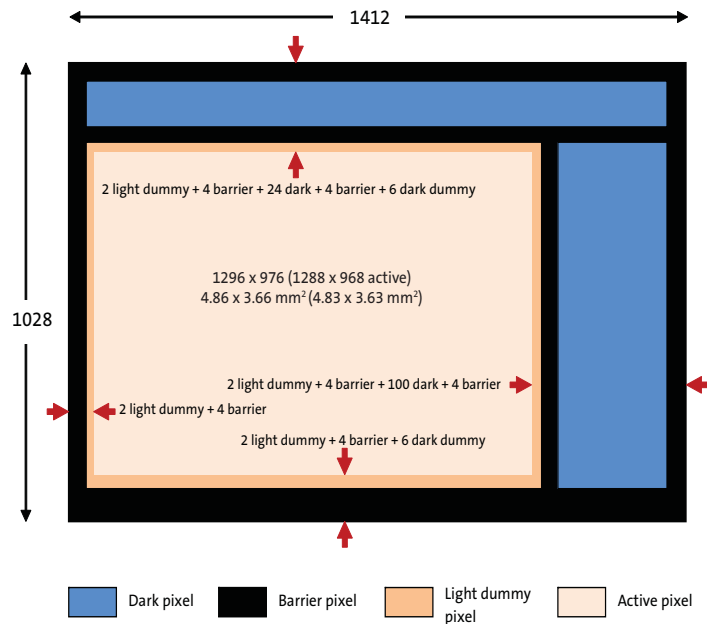 1412
2 light dummy + 4 barrier + 24 dark + 4 barrier + 6 dark dummy
1296 x 976 (1288 x 968 active)
4.86 x 3.66 mm² (4.83 x 3.63 mm²)
1028
2 light dummy + 4 barrier + 100 dark + 4 barrier
2 light dummy + 4 barrier
2 light dummy + 4 barrier + 6 dark dummy
Dark pixel
Barrier pixel
Light dummy
pixel
Active pixel